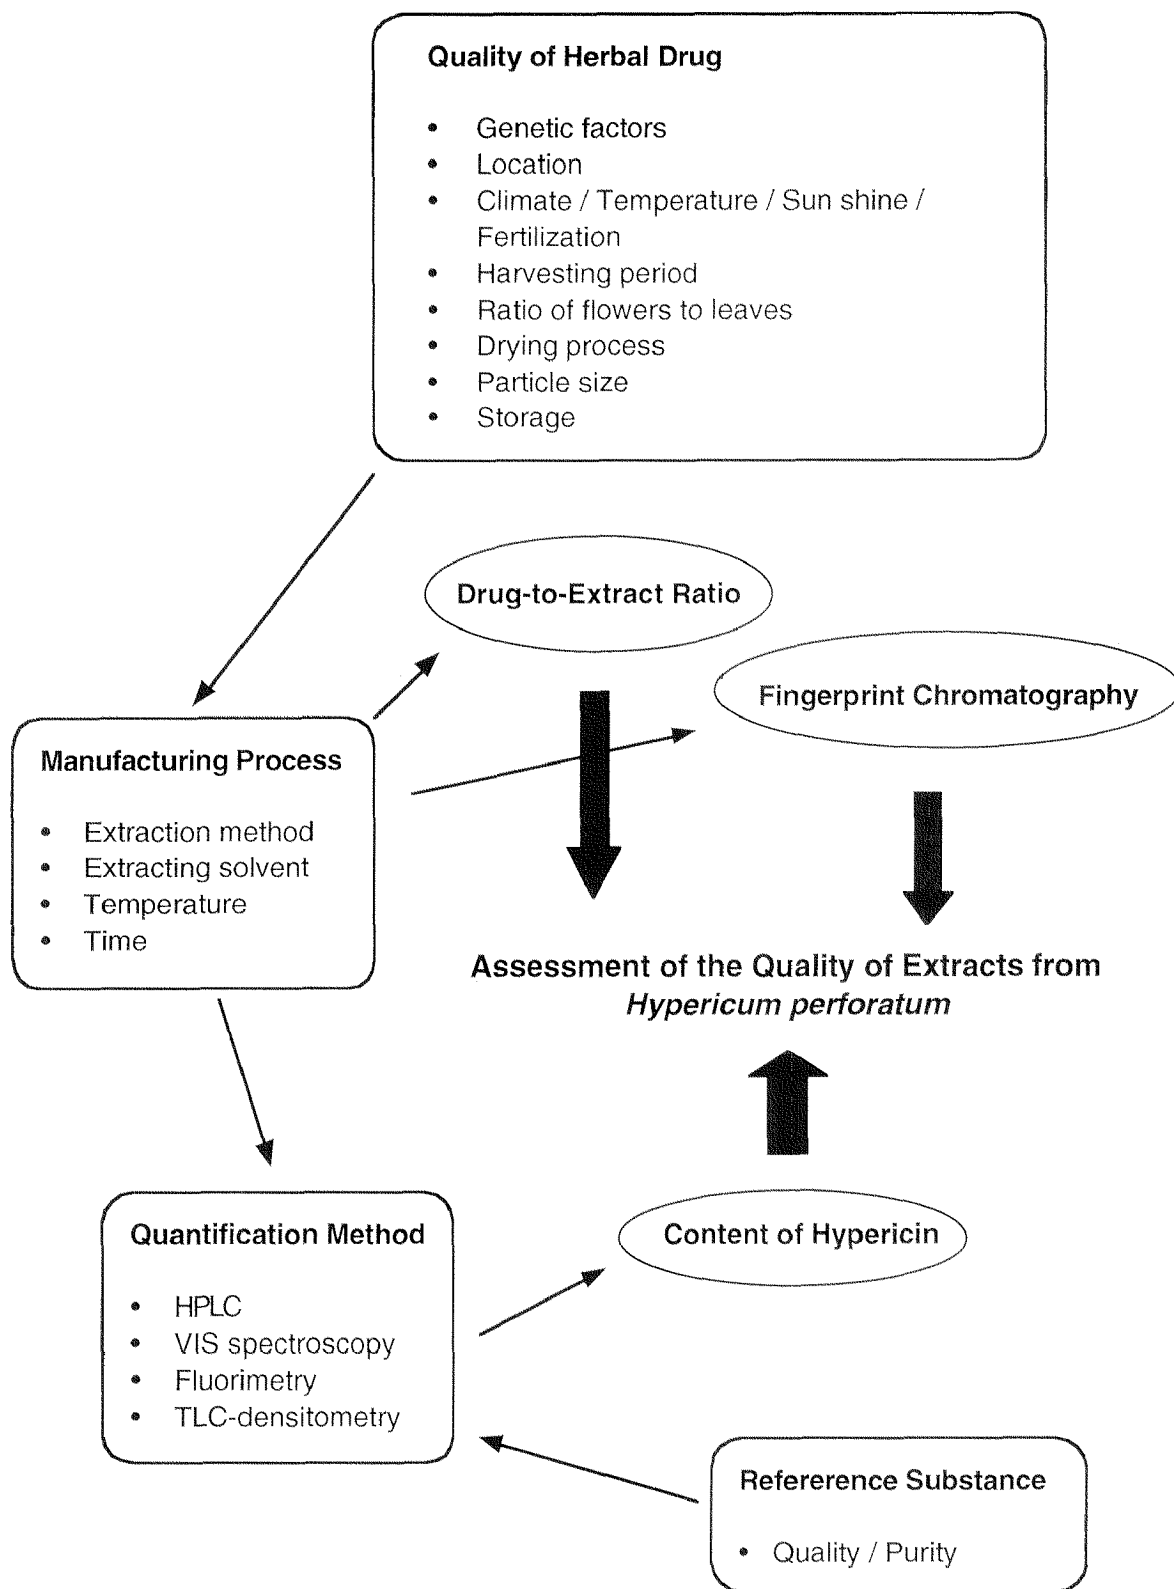 Quality of Herbal Drug
• Genetic factors
• Location
• Climate / Temperature / Sun shine /
Fertilization
• Harvesting period
• Ratio of flowers to leaves
• Drying process
• Particle size
• Storage
Drug-to-Extract Ratio
Fingerprint Chromatography
Manufacturing Process
• Extraction method
• Extracting solvent
• Temperature
• Time
Assessment of the Quality of Extracts from
Hypericum perforatum
Quantification Method
• HPLC
• VIS spectroscopy
• Fluorimetry
• TLC-densitometry
Content of Hypericin
Refererence Substance
• Quality / Purity